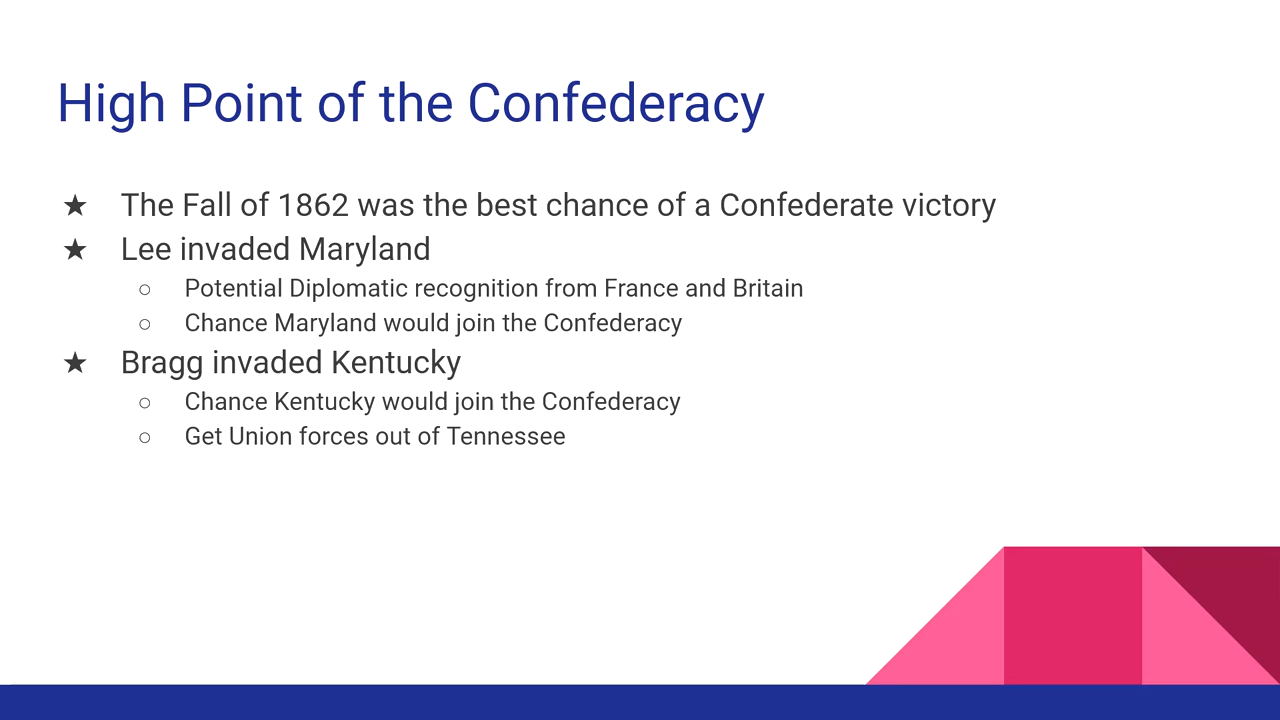 High Point of the Confederacy
★ The Fall of 1862 was the best chance of a Confederate victory
★ Lee invaded Maryland
○ Potential Diplomatic recognition from France and Britain
○ Chance Maryland would join the Confederacy
★ Bragg invaded Kentucky
○ Chance Kentucky would join the Confederacy
○ Get Union forces out of Tennessee